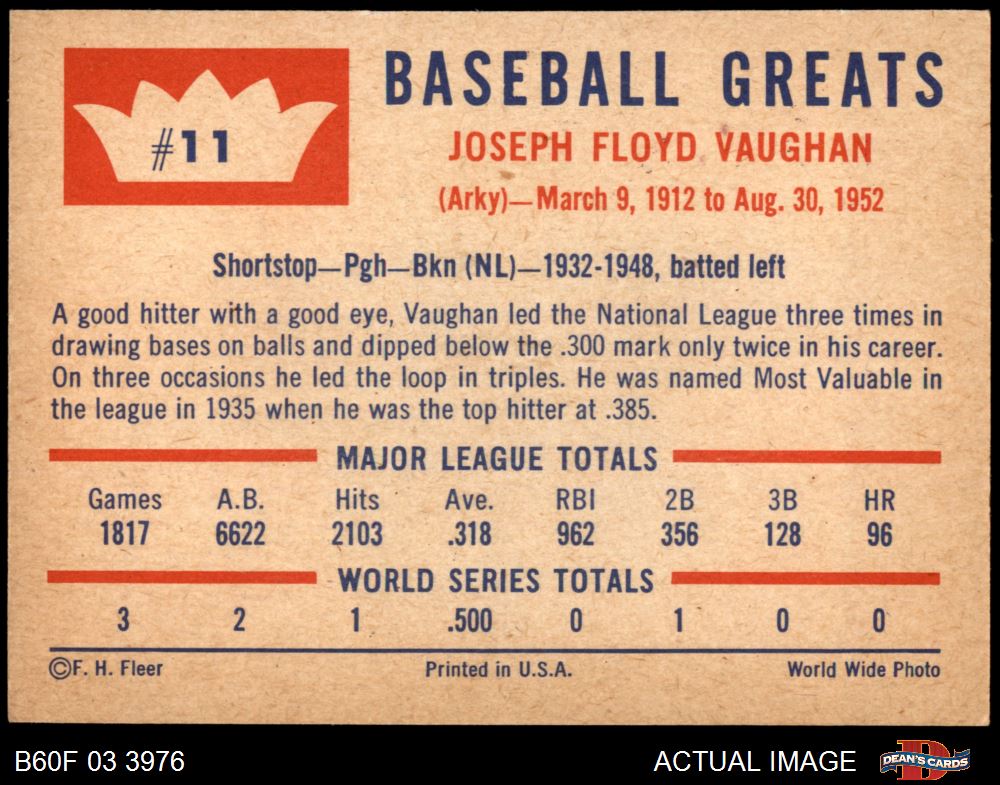 #11
BASEBALL GREATS
JOSEPH FLOYD VAUGHAN
(Arky)—March 9, 1912 to Aug. 30, 1952
Shortstop—Pgh—Bkn (NL)—1932-1948, batted left
A good hitter with a good eye, Vaughan led the National League three times in
drawing bases on balls and dipped below the .300 mark only twice in his career.
On three occasions he led the loop in triples. He was named Most Valuable in
the league in 1935 when he was the top hitter at .385.
MAJOR LEAGUE TOTALS
Games A.B. Hits Ave. RBI 2B 3B HR
1817 6622 2103 .318 962 356 128 96
WORLD SERIES TOTALS
3 2 1 .500 0 1 0 0
©F. H. Fleer Printed in U.S.A. World Wide Photo
B60F 03 3976 ACTUAL IMAGE DEAN'S CARDS